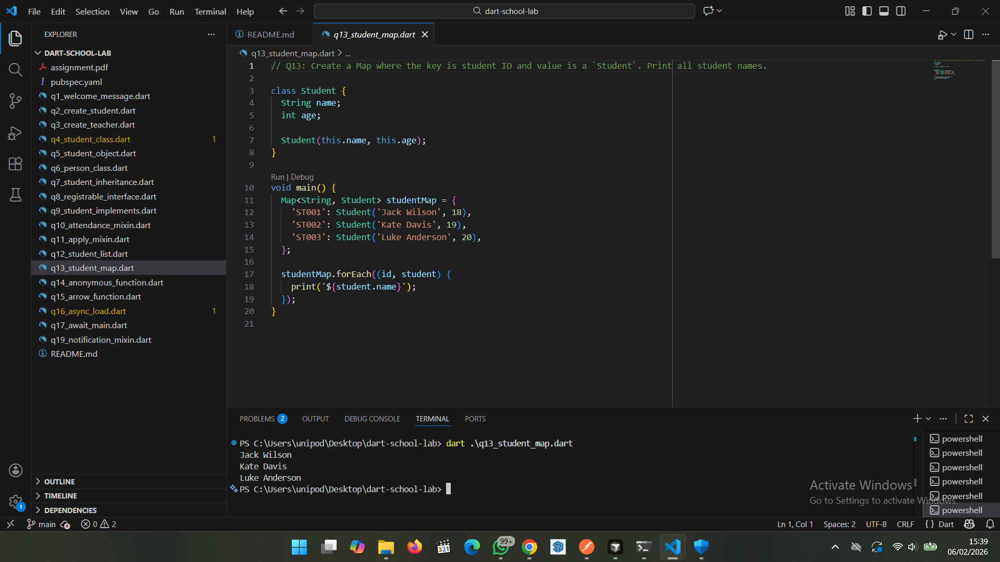 File Edit Selection View Go Run Terminal Help
dart-school-lab
EXPLORER
DART-SCHOOL-LAB
assignment.pdf
pubspec.yaml
q1_welcome_message.dart
q2_create_student.dart
q3_create_teacher.dart
q4_student_class.dart 1
q5_student_object.dart
q6_person_class.dart
q7_student_inheritance.dart
q8_registrable_interface.dart
q9_student_implements.dart
q10_attendance_mixin.dart
q11_apply_mixin.dart
q12_student_list.dart
q13_student_map.dart
q14_anonymous_function.dart
q15_arrow_function.dart
q16_async_load.dart 1
q17_await_main.dart
q19_notification_mixin.dart
README.md
OUTLINE
TIMELINE
DEPENDENCIES
README.md
q13_student_map.dart
q13_student_map.dart > ...
1 // Q13: Create a Map where the key is student ID and value is a `Student`. Print all student names.
2
3 class Student {
4 String name;
5 int age;
6
7 Student(this.name, this.age);
8 }
9
Run | Debug
10 void main() {
11 Map<String, Student> studentMap = {
12 'ST001': Student('Jack Wilson', 18),
13 'ST002': Student('Kate Davis', 19),
14 'ST003': Student('Luke Anderson', 20),
15 };
16
17 studentMap.forEach((id, student) {
18 print('${student.name}');
19 });
20 }
21
PROBLEMS 2 OUTPUT DEBUG CONSOLE TERMINAL PORTS
PS C:\Users\unipod\Desktop\dart-school-lab> dart .\q13_student_map.dart
Jack Wilson
Kate Davis
Luke Anderson
PS C:\Users\unipod\Desktop\dart-school-lab>
powershell
powershell
powershell
powershell
powershell
powershell
Activate Windows
Go to Settings to activate Windows.
1
main 0 2
Ln 1, Col 1 Spaces: 2 UTF-8 CRLF { } Dart
321
99+
15:39
06/02/2026